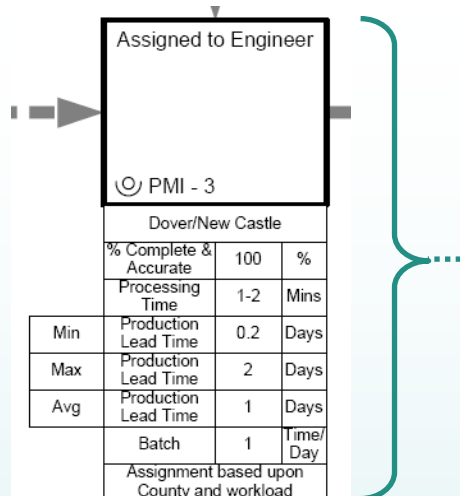 Assigned to Engineer
PMI - 3
Dover/New Castle
% Complete &
Accurate
100
%
Processing
Time
1-2
Mins
Min
Production
Lead Time
0.2
Days
Max
Production
Lead Time
2
Days
Avg
Production
Lead Time
1
Days
Batch
1
Time/
Day
Assignment based upon
County and workload